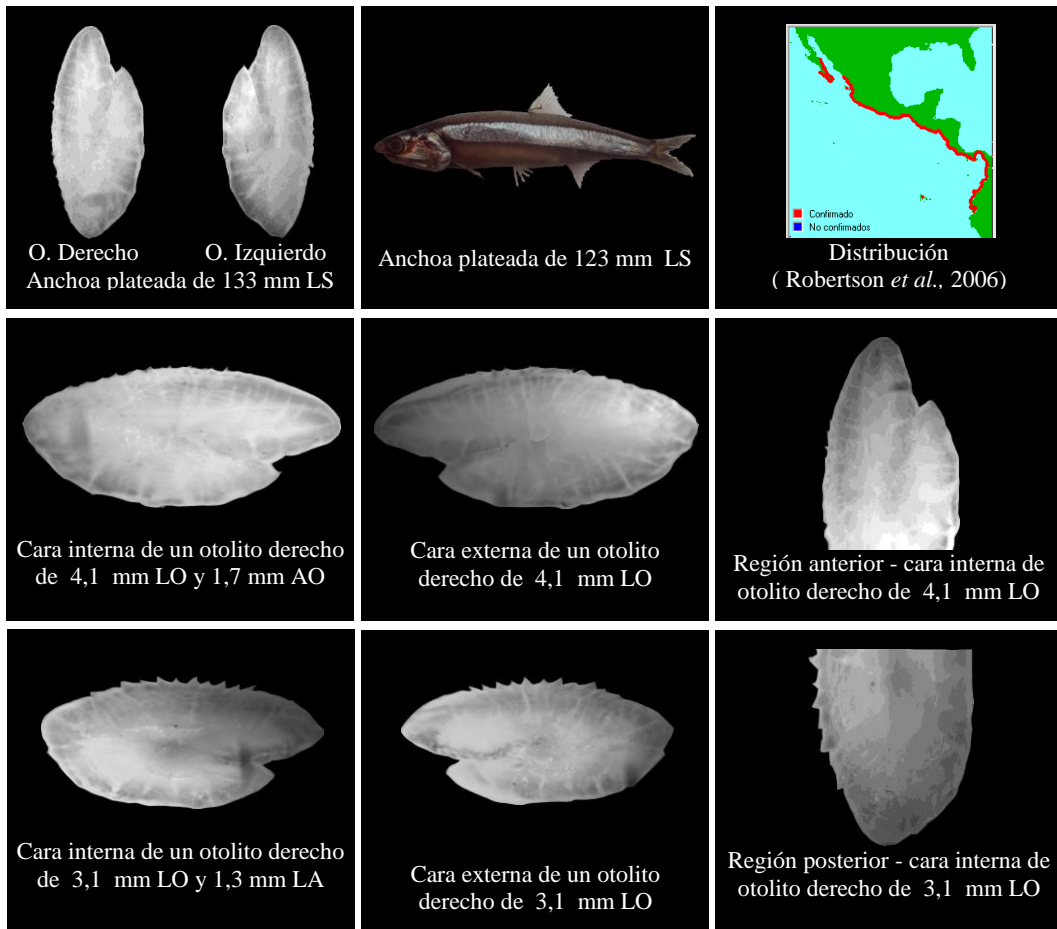 O. Derecho O. Izquierdo
Anchoa plateada de 133 mm LS
Anchoa plateada de 123 mm LS
Confirmado
No confirmados
Distribución
( Robertson et al., 2006)
Cara interna de un otolito derecho
de 4,1 mm LO y 1,7 mm AO
Cara externa de un otolito
derecho de 4,1 mm LO
Región anterior - cara interna de
otolito derecho de 4,1 mm LO
Cara interna de un otolito derecho
de 3,1 mm LO y 1,3 mm LA
Cara externa de un otolito
derecho de 3,1 mm LO
Región posterior - cara interna de
otolito derecho de 3,1 mm LO